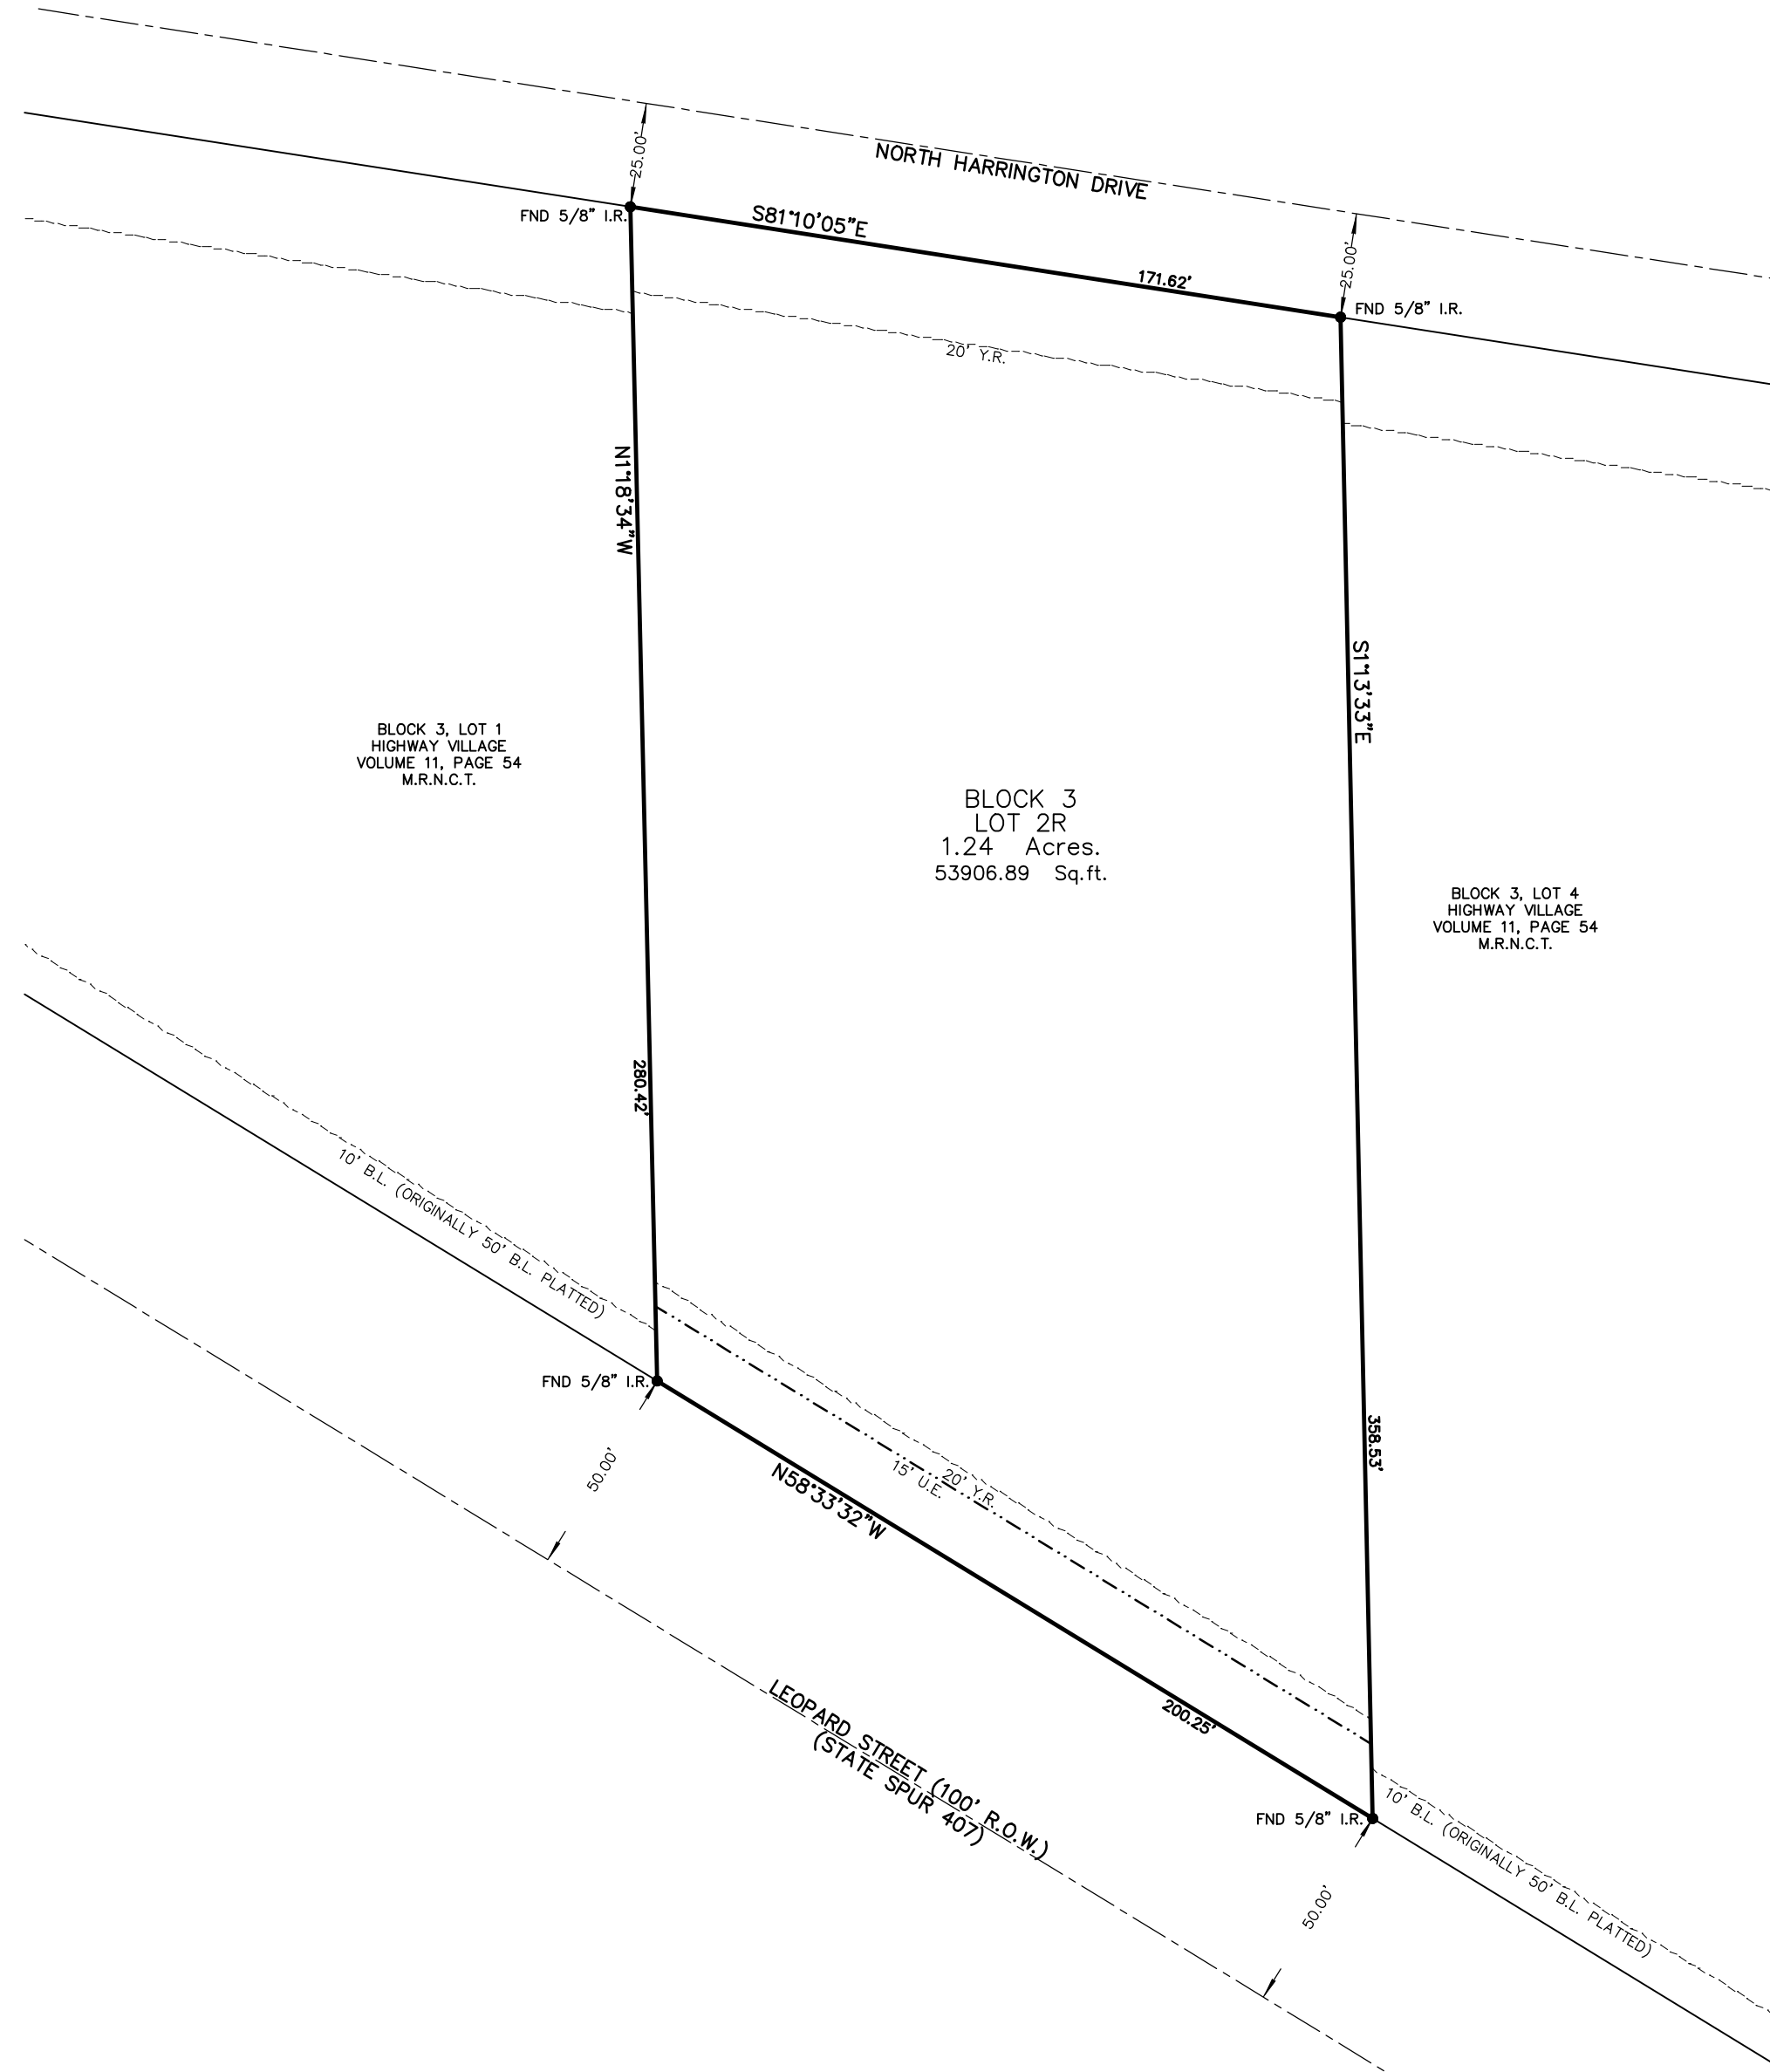 25.00'
NORTH HARRINGTON DRIVE
FND 5/8" I.R.
S81°10'05"E
171.62'
25.00'
FND 5/8" I.R.
20' Y.R.
N1°18'34"W
S1°13'33"E
BLOCK 3, LOT 1
HIGHWAY VILLAGE
VOLUME 11, PAGE 54
M.R.N.C.T.
BLOCK 3
LOT 2R
1.24 Acres.
53906.89 Sq.ft.
BLOCK 3, LOT 4
HIGHWAY VILLAGE
VOLUME 11, PAGE 54
M.R.N.C.T.
280.42'
10' B.L. (ORIGINALLY 50' B.L. PLATTED)
FND 5/8" I.R.
358.53'
50.00'
N58°33'32"W
15' U.E.
20' Y.R.
200.25'
LEOPARD STREET (100' R.O.W.)
(STATE SPUR 407)
FND 5/8" I.R.
10' B.L. (ORIGINALLY 50' B.L. PLATTED)
50.00'